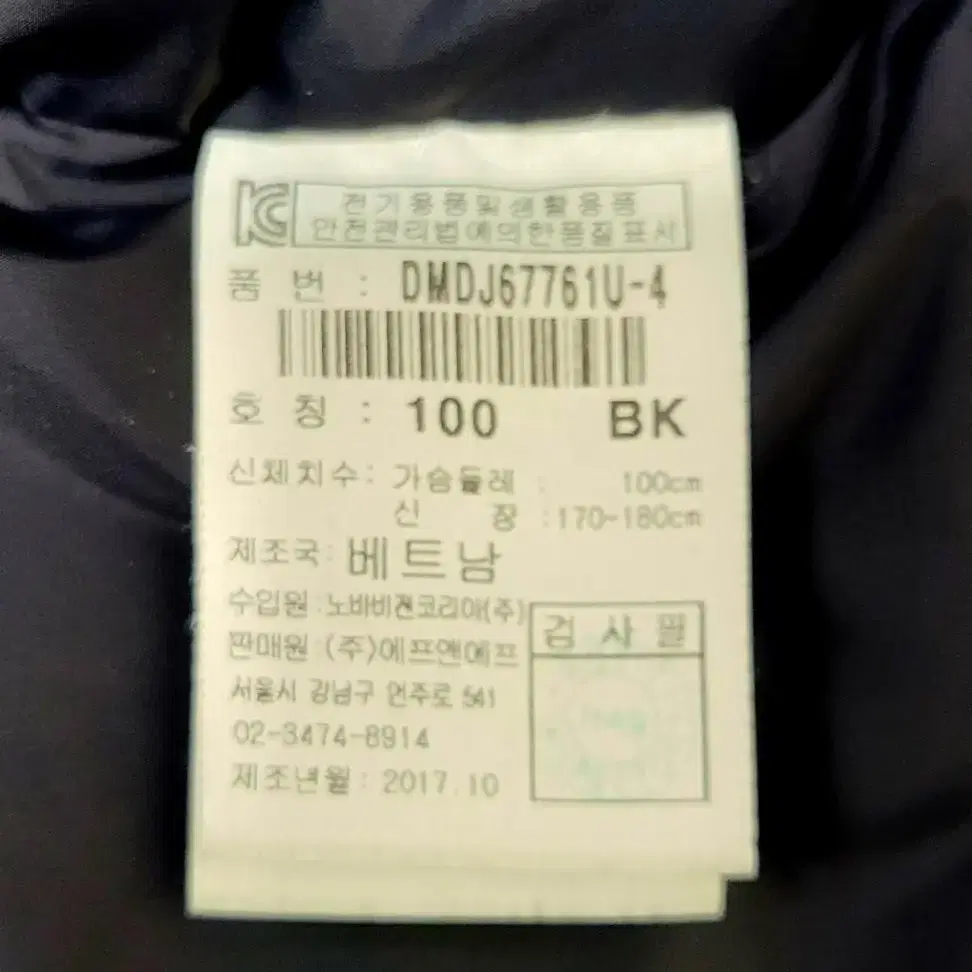 KC 전기용품및생활용품
안전관리법에의한품질표시
품 번 : DMDJ67761U-4
호 칭 : 100 BK
신체치수: 가슴둘레 : 100cm
신 장 :170-180cm
제조국: 베트남
수입원 :노바비젼코리아(주)
판매원 (주)에프앤에프
서울시 강남구 언주로 541
02-3474-8914
제조년월 : 2017.10
검 사 필